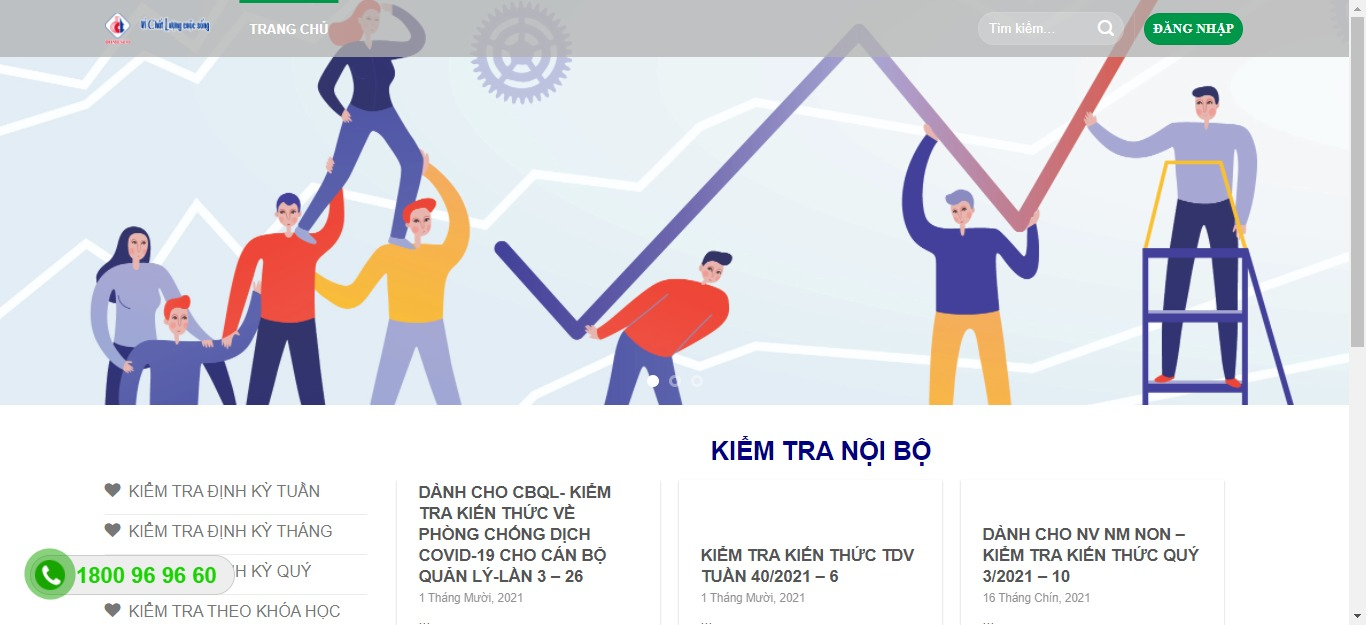 Vì Chất Lượng cuộc sống
TRANG CHỦ
Tìm kiếm...
ĐĂNG NHẬP
KIỂM TRA NỘI BỘ
KIỂM TRA ĐỊNH KỲ TUẦN
KIỂM TRA ĐỊNH KỲ THÁNG
H KỲ QUÝ
KIỂM TRA THEO KHÓA HỌC
1800 96 96 60
DÀNH CHO CBQL- KIỂM
TRA KIẾN THỨC VỀ
PHÒNG CHỐNG DỊCH
COVID-19 CHO CÁN BỘ
QUẢN LÝ-LẦN 3 – 26
1 Tháng Mười, 2021
...
KIỂM TRA KIẾN THỨC TDV
TUẦN 40/2021 – 6
1 Tháng Mười, 2021
...
DÀNH CHO NV NM NON –
KIỂM TRA KIẾN THỨC QUÝ
3/2021 – 10
16 Tháng Chín, 2021
...